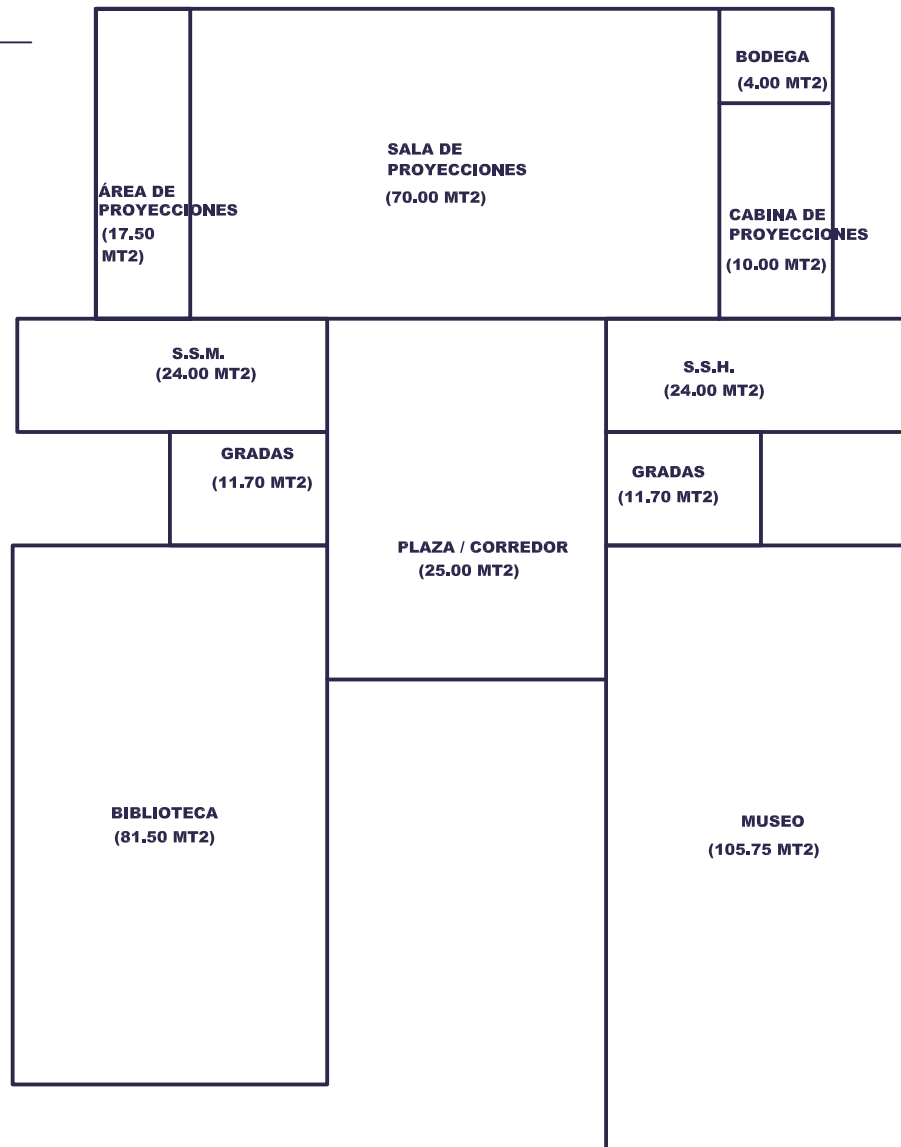 BODEGA
(4.00 MT2)
SALA DE
PROYECCIONES
(70.00 MT2)
ÁREA DE
PROYECCIONES
(17.50
MT2)
CABINA DE
PROYECCIONES
(10.00 MT2)
S.S.M.
(24.00 MT2)
S.S.H.
(24.00 MT2)
GRADAS
(11.70 MT2)
GRADAS
(11.70 MT2)
PLAZA / CORREDOR
(25.00 MT2)
BIBLIOTECA
(81.50 MT2)
MUSEO
(105.75 MT2)